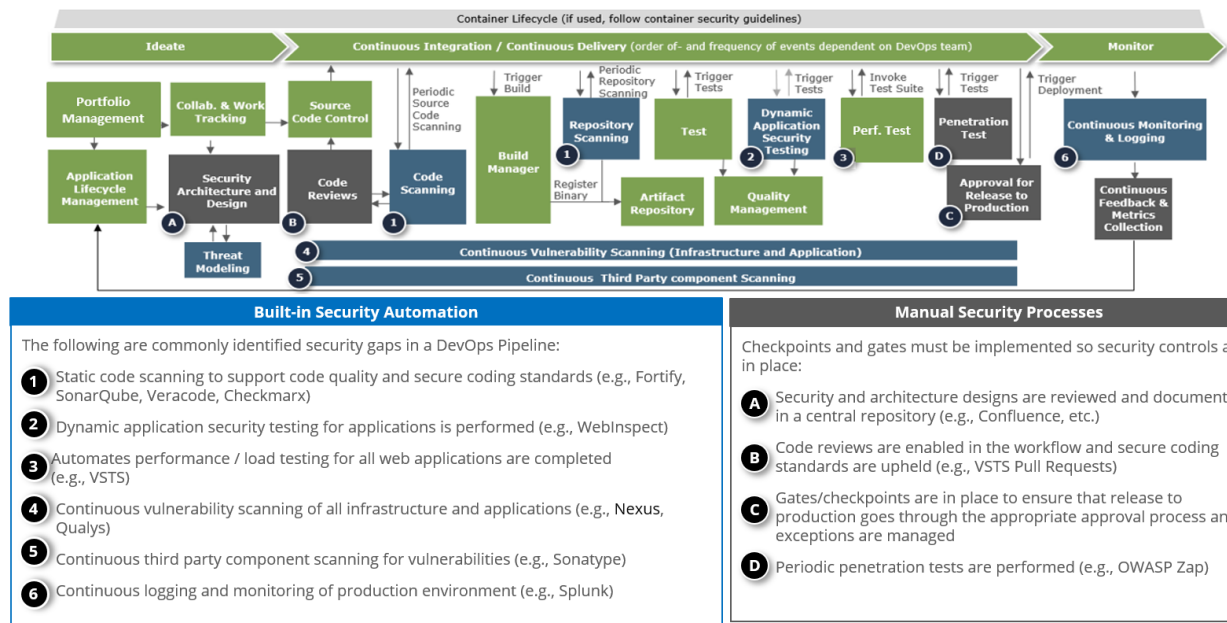 Container Lifecycle (if used, follow container security guidelines)
Ideate
Continuous Integration / Continuous Delivery (order of- and frequency of events dependent on DevOps team)
Monitor
Portfolio
Management
Collab. & Work
Tracking
Source
Code Control
Periodic
Source
Code
Scanning
Trigger
Build
Periodic
Repository
Scanning
Trigger
Tests
Trigger
Tests
Invoke
Test Suite
Trigger
Tests
Trigger
Deployment
Application
Lifecycle
Management
Security
Architecture and
Design
A
Code
Reviews
B
Code
Scanning
1
Build
Manager
Repository
Scanning
1
Register
Binary
Test
Artifact
Repository
Dynamic
Application
Security
Testing
2
Quality
Management
Perf. Test
3
Penetration
Test
D
Approval for
Release to
Production
C
Continuous Monitoring
& Logging
6
Continuous
Feedback &
Metrics
Collection
Threat
Modeling
4
Continuous Vulnerability Scanning (Infrastructure and Application)
5
Continuous Third Party component Scanning
Built-in Security Automation
The following are commonly identified security gaps in a DevOps Pipeline:
1 Static code scanning to support code quality and secure coding standards (e.g., Fortify,
SonarQube, Veracode, Checkmarx)
2 Dynamic application security testing for applications is performed (e.g., WebInspect)
3 Automates performance / load testing for all web applications are completed
(e.g., VSTS)
4 Continuous vulnerability scanning of all infrastructure and applications (e.g., Nexus,
Qualys)
5 Continuous third party component scanning for vulnerabilities (e.g., Sonatype)
6 Continuous logging and monitoring of production environment (e.g., Splunk)
Manual Security Processes
Checkpoints and gates must be implemented so security controls a
in place:
A Security and architecture designs are reviewed and document
in a central repository (e.g., Confluence, etc.)
B Code reviews are enabled in the workflow and secure coding
standards are upheld (e.g., VSTS Pull Requests)
C Gates/checkpoints are in place to ensure that release to
production goes through the appropriate approval process an
exceptions are managed
D Periodic penetration tests are performed (e.g., OWASP Zap)